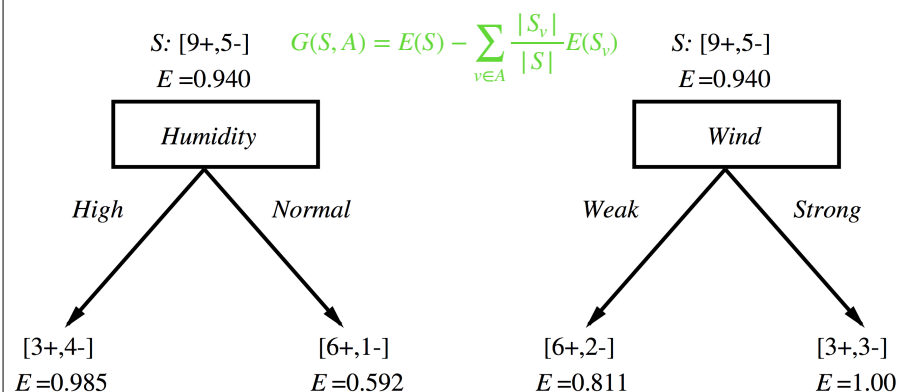 S: [9+,5-]
E =0.940
G(S, A) = E(S) − ∑_{v∈A} |S_v|/|S| E(S_v)
S: [9+,5-]
E =0.940
Humidity
Wind
High
Normal
Weak
Strong
[3+,4-]
E=0.985
[6+,1-]
E=0.592
[6+,2-]
E=0.811
[3+,3-]
E=1.00